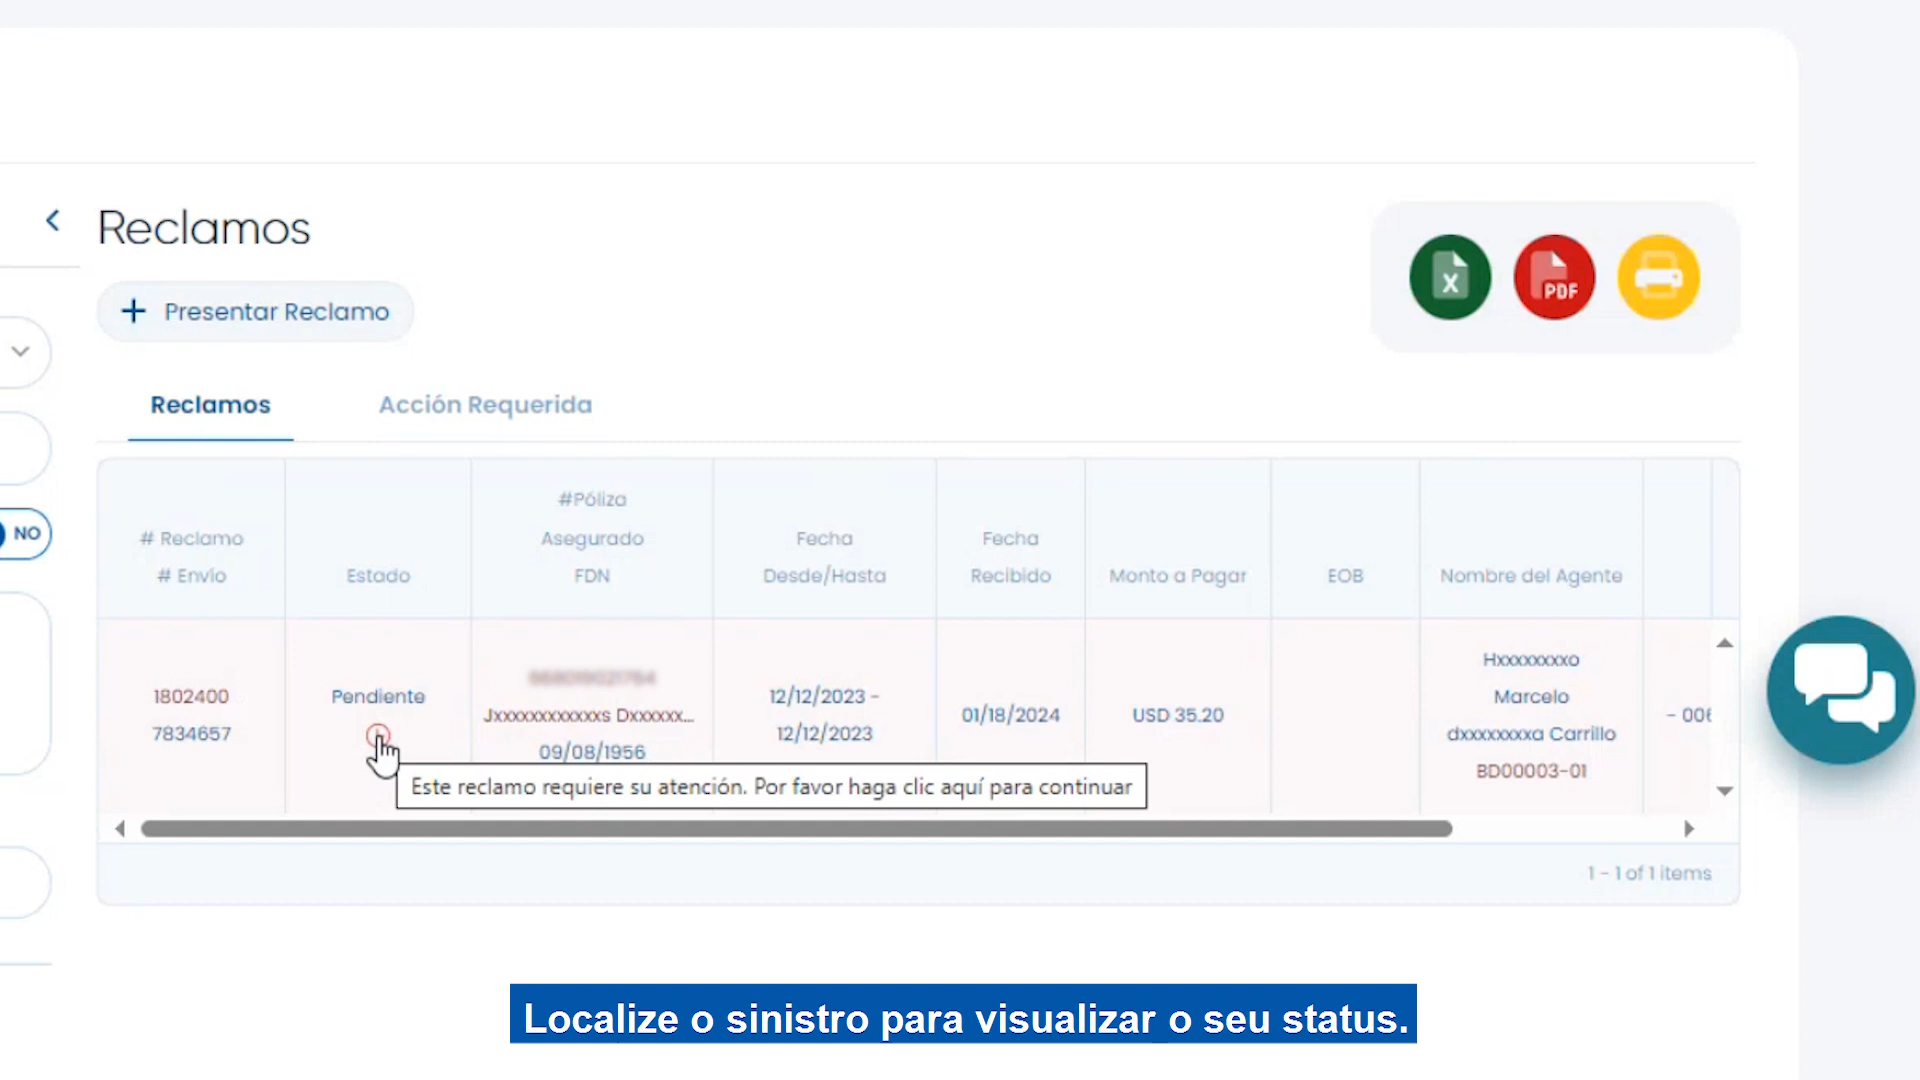 Reclamos
X
PDF
+ Presentar Reclamo
Reclamos
Acción Requerida
NO
# Reclamo
# Envío
Estado
#Póliza
Asegurado
FDN
Fecha
Desde/Hasta
Fecha
Recibido
Monto a Pagar
EOB
Nombre del Agente
1802400
7834657
Pendiente
Jxxxxxxxxxxxxs Dxxxxxx...
09/08/1956
12/12/2023 -
12/12/2023
01/18/2024
USD 35.20
Hxxxxxxxxo
Marcelo
dxxxxxxxxa Carrillo
BD00003-01
- 006
Este reclamo requiere su atención. Por favor haga clic aquí para continuar
1 - 1 of 1 items
Localize o sinistro para visualizar o seu status.